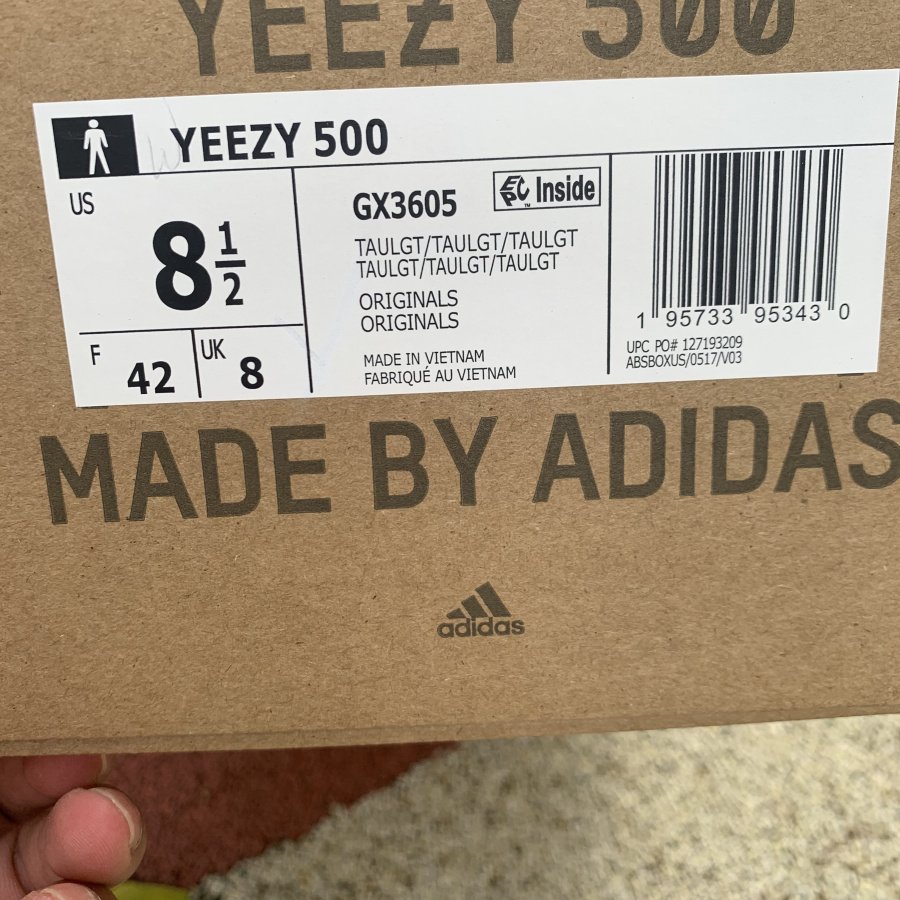 YEEZY 500
YEEZY 500
US
8 1/2
F
42
UK
8
GX3605
EPC Inside
TM
TAULGT/TAULGT/TAULGT
TAULGT/TAULGT/TAULGT
ORIGINALS
ORIGINALS
MADE IN VIETNAM
FABRIQUÉ AU VIETNAM
1 95733 95343 0
UPC PO# 127193209
ABSBOXUS/0517/V03
MADE BY ADIDAS
adidas